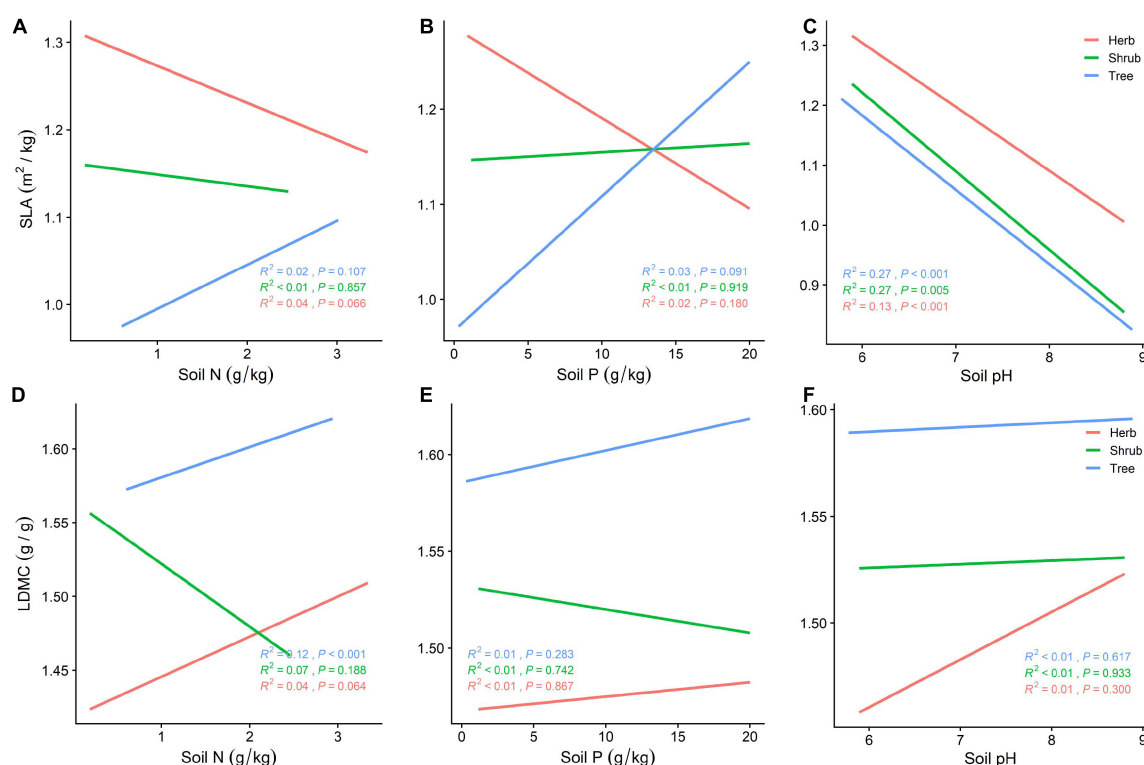 A
1.3
1.2
1.1
1.0
SLA (m² / kg)
R² = 0.02 , P = 0.107
R² < 0.01 , P = 0.857
R² = 0.04 , P = 0.066
1 2 3
Soil N (g/kg)
B
1.2
1.1
1.0
R² = 0.03 , P = 0.091
R² < 0.01 , P = 0.919
R² = 0.02 , P = 0.180
0 5 10 15 20
Soil P (g/kg)
C
1.3
1.2
1.1
1.0
0.9
Herb
Shrub
Tree
R² = 0.27 , P < 0.001
R² = 0.27 , P = 0.005
R² = 0.13 , P < 0.001
6 7 8 9
Soil pH
D
1.60
1.55
1.50
1.45
LDMC (g / g)
R² = 0.12 , P < 0.001
R² = 0.07 , P = 0.188
R² = 0.04 , P = 0.064
1 2 3
Soil N (g/kg)
E
1.60
1.55
1.50
R² = 0.01 , P = 0.283
R² < 0.01 , P = 0.742
R² < 0.01 , P = 0.867
0 5 10 15 20
Soil P (g/kg)
F
1.60
1.55
1.50
Herb
Shrub
Tree
R² < 0.01 , P = 0.617
R² < 0.01 , P = 0.933
R² = 0.01 , P = 0.300
6 7 8 9
Soil pH